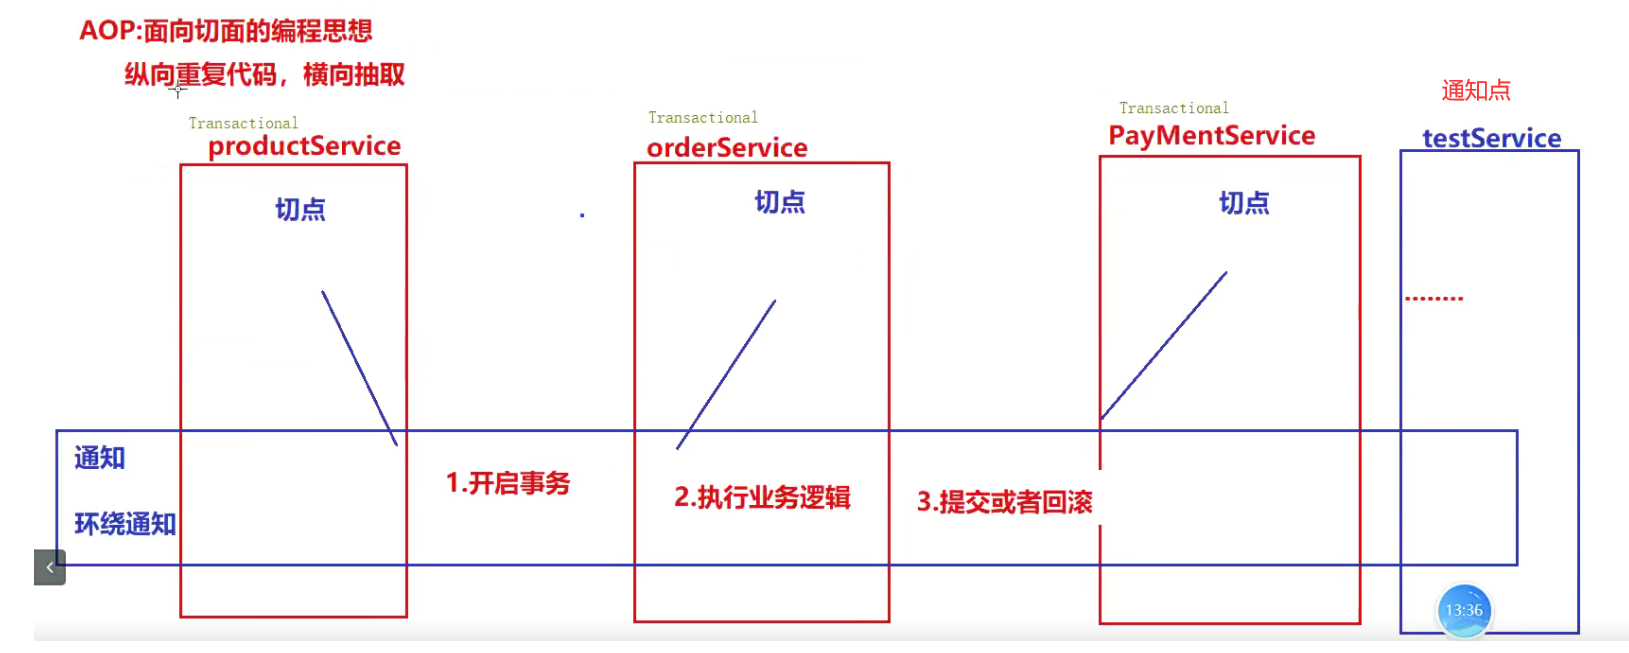 AOP:面向切面的编程思想
纵向重复代码，横向抽取
通知点
Transactional
productService
Transactional
orderService
Transactional
PayMentService
testService
切点
切点
切点
........
通知
环绕通知
1.开启事务
2.执行业务逻辑
3.提交或者回滚
13:36